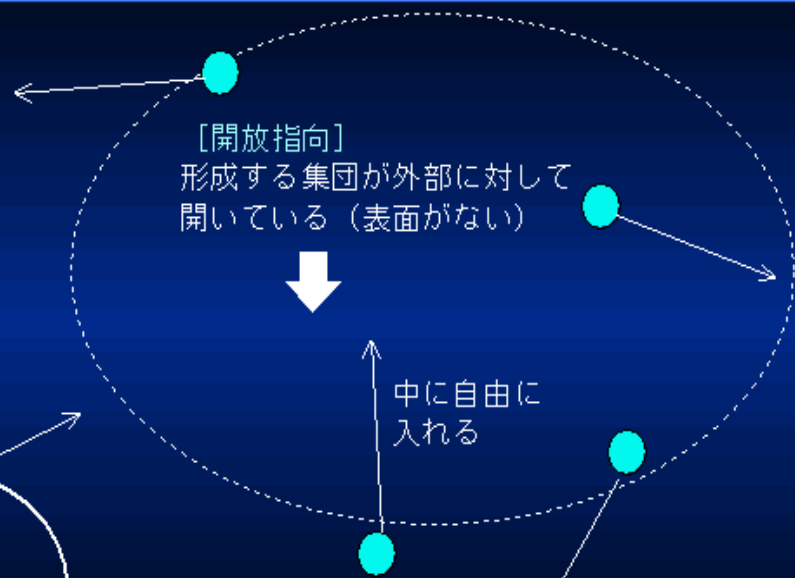 ［開放指向］
形成する集団が外部に対して
開いている（表面がない）
中に自由に
入れる